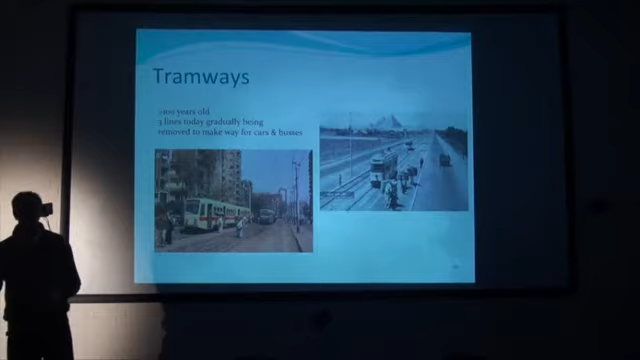 Tramways
>100 years old
3 lines today gradually being
removed to make way for cars & busses